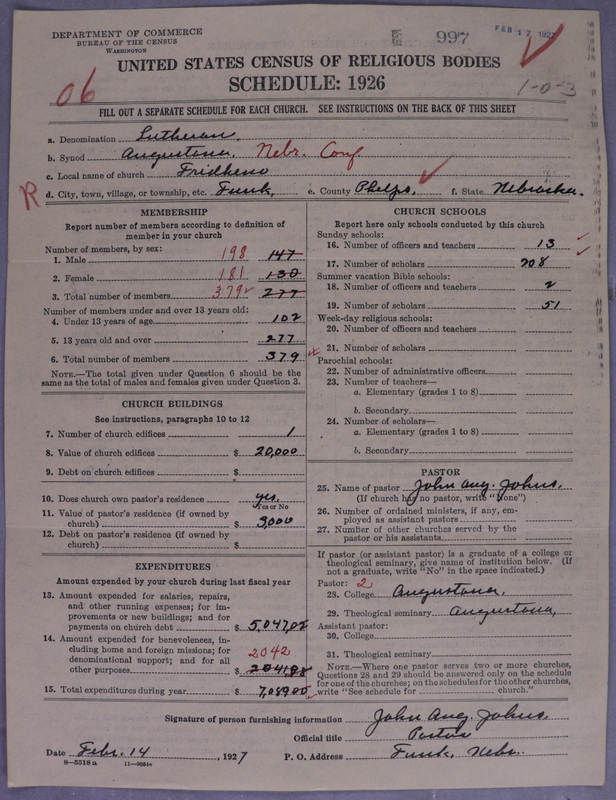 DEPARTMENT OF COMMERCE
BUREAU OF THE CENSUS
WASHINGTON
997
FEB 17 1927
UNITED STATES CENSUS OF RELIGIOUS BODIES
SCHEDULE: 1926
06
1-0-3
FILL OUT A SEPARATE SCHEDULE FOR EACH CHURCH. SEE INSTRUCTIONS ON THE BACK OF THIS SHEET
a. Denomination Lutheran
b. Synod Augustana. Nebr. Conf
c. Local name of church Fridhem
R d. City, town, village, or township, etc. Funk, e. County Phelps, f. State Nebraska.
MEMBERSHIP
Report number of members according to definition of member in your church
Number of members, by sex:
1. Male 198 147
2. Female 181 130
3. Total number of members 379 277
Number of members under and over 13 years old:
4. Under 13 years of age 102
5. 13 years old and over 277
6. Total number of members 379
NOTE.—The total given under Question 6 should be same as the total of males and females given under Question 3.
CHURCH BUILDINGS
See instructions, paragraphs 10 to 12
7. Number of church edifices 1
8. Value of church edifices $ 20,000
9. Debt on church edifices $
10. Does church own pastor's residence yes.
Yes or No
11. Value of pastor's residence (if owned by church) $ 3,000
12. Debt on pastor's residence (if owned by church) $
EXPENDITURES
Amount expended by your church during last fiscal year
13. Amount expended for salaries, repairs, and other running expenses; for improvements or new buildings; and for payments on church debt $ 5,047,02
14. Amount expended for benevolences, including home and foreign missions; for denominational support; and for all other purposes $ 2042 2041,98
15. Total expenditures during year $ 7,089,00
CHURCH SCHOOLS
Report here only schools conducted by this church
Sunday schools:
16. Number of officers and teachers 13
17. Number of scholars 208
Summer vacation Bible schools:
18. Number of officers and teachers 2
19. Number of scholars 51
Week-day religious schools:
20. Number of officers and teachers
21. Number of scholars
Parochial schools:
22. Number of administrative officers
23. Number of teachers—
a. Elementary (grades 1 to 8)
b. Secondary
24. Number of scholars—
a. Elementary (grades 1 to 8)
b. Secondary
PASTOR
25. Name of pastor John Aug. Johns.
(If church has no pastor, write "none")
26. Number of ordained ministers, if any, employed as assistant pastors
27. Number of other churches served by the pastor or his assistants
If pastor (or assistant pastor) is a graduate of a college or theological seminary, give name of institution below. (If not a graduate, write "No" in the space indicated.)
Pastor: 2
28. College Augustana,
29. Theological seminary Augustana,
Assistant pastor:
30. College
31. Theological seminary
NOTE.—Where one pastor serves two or more churches, Questions 28 and 29 should be answered only on the schedule for one of the churches; on the schedules for the other churches, write "See schedule for church."
Signature of person furnishing information John Aug. Johns.
Official title Pastor
Date Febr. 14, 1927 P. O. Address Funk, Nebr.
8—5518 a